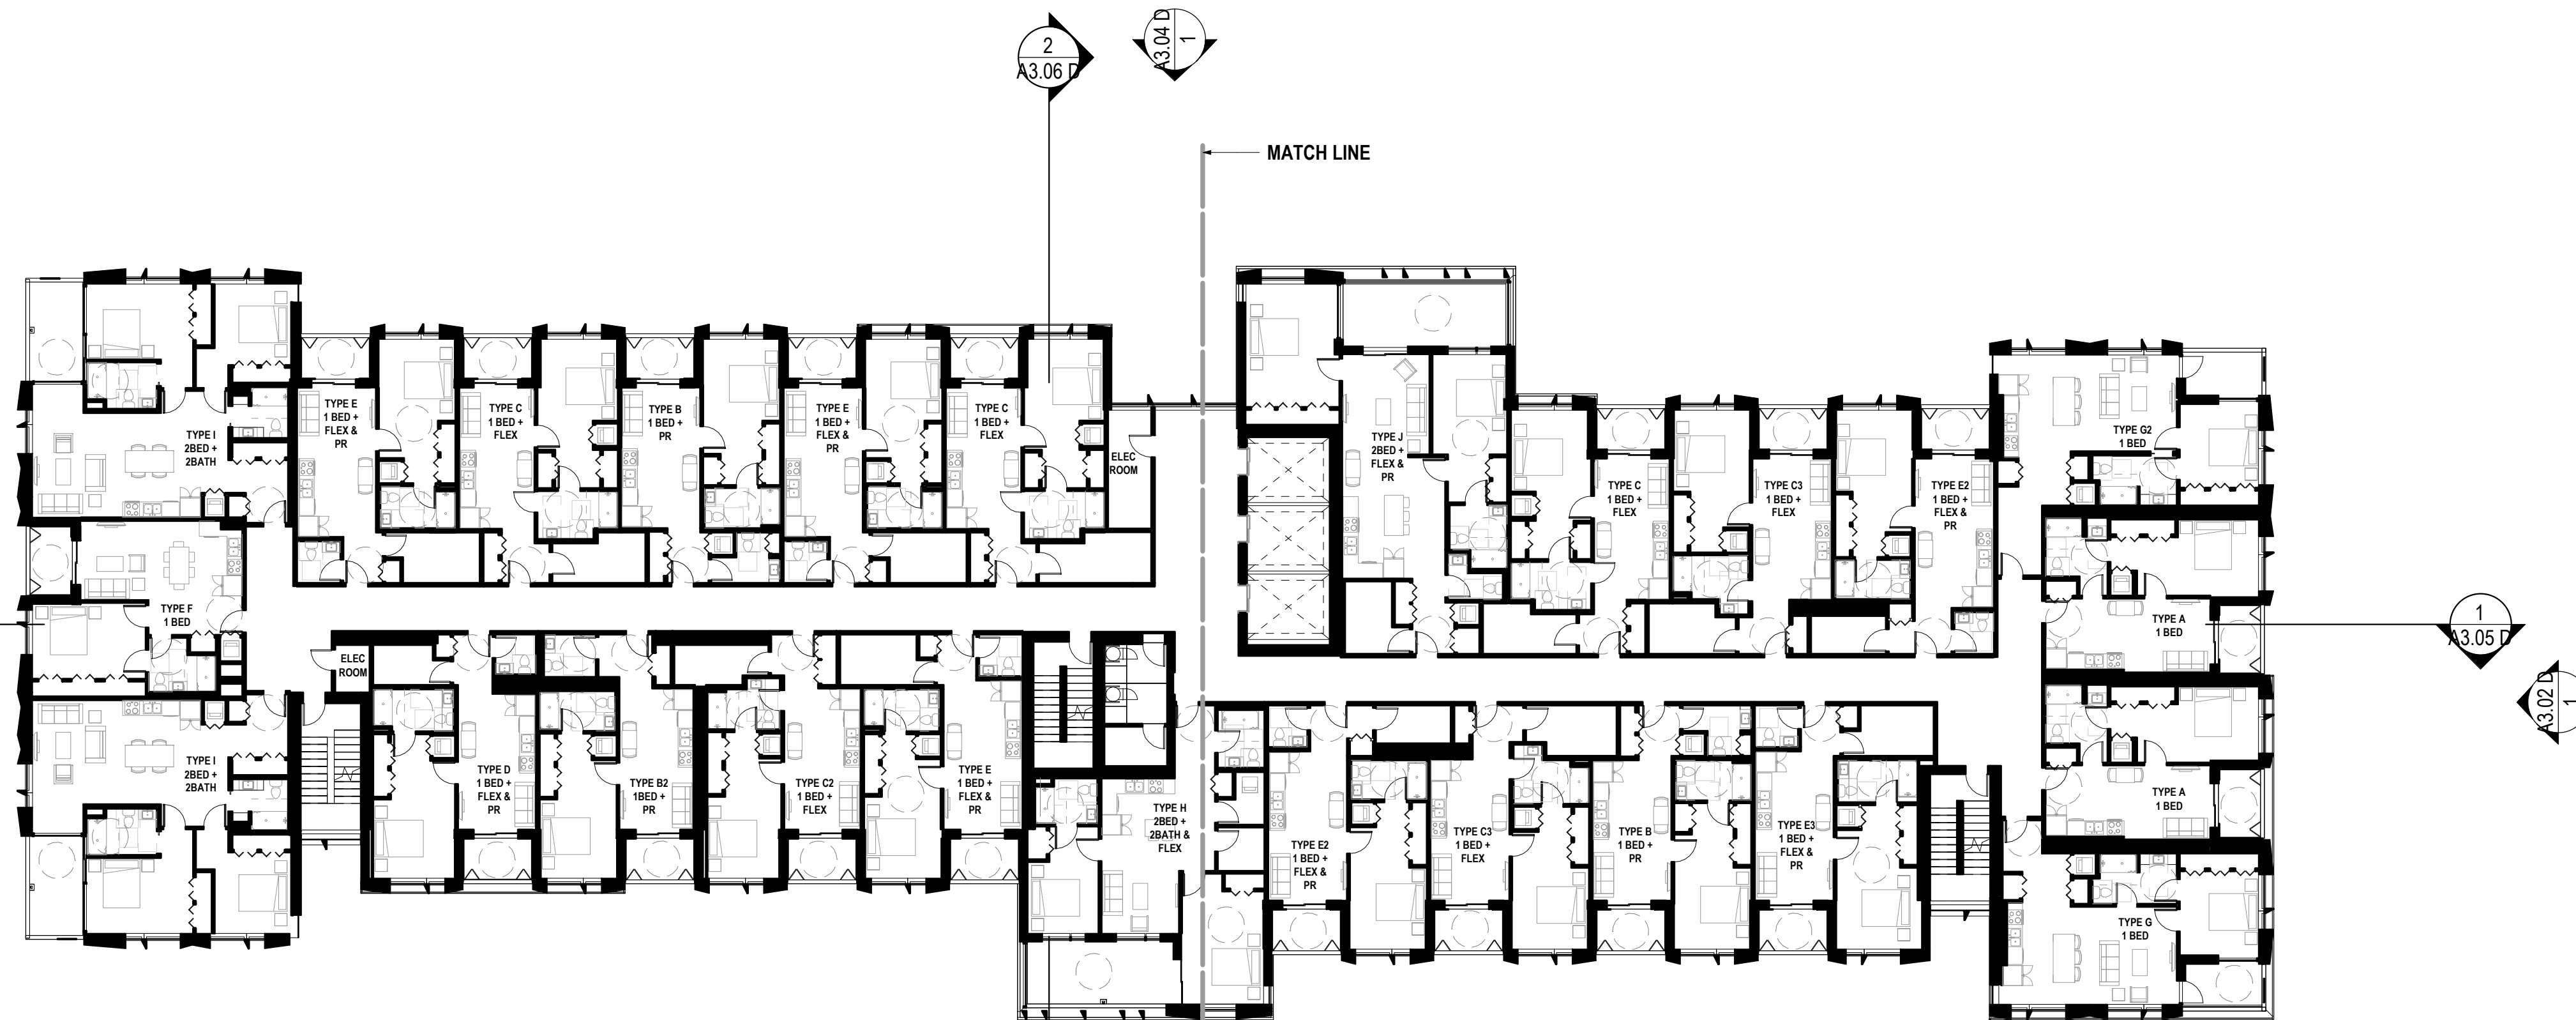 2
A3.06 D
A3.04 D
1
MATCH LINE
TYPE I
2BED +
2BATH
TYPE E
1 BED +
FLEX &
PR
TYPE C
1 BED +
FLEX
TYPE B
1 BED +
PR
TYPE E
1 BED +
FLEX &
PR
TYPE C
1 BED +
FLEX
ELEC
ROOM
TYPE J
2BED +
FLEX &
PR
TYPE C
1 BED +
FLEX
TYPE C3
1 BED +
FLEX
TYPE E2
1 BED +
FLEX &
PR
TYPE G2
1 BED
TYPE F
1 BED
TYPE A
1 BED
1
A3.05 D
A3.02 D
1
ELEC
ROOM
TYPE I
2BED +
2BATH
TYPE D
1 BED +
FLEX &
PR
TYPE B2
1BED +
PR
TYPE C2
1 BED +
FLEX
TYPE E
1 BED +
FLEX &
PR
TYPE H
2BED +
2BATH &
FLEX
TYPE E2
1 BED +
FLEX &
PR
TYPE C3
1 BED +
FLEX
TYPE B
1 BED +
PR
TYPE E3
1 BED +
FLEX &
PR
TYPE A
1 BED
TYPE G
1 BED